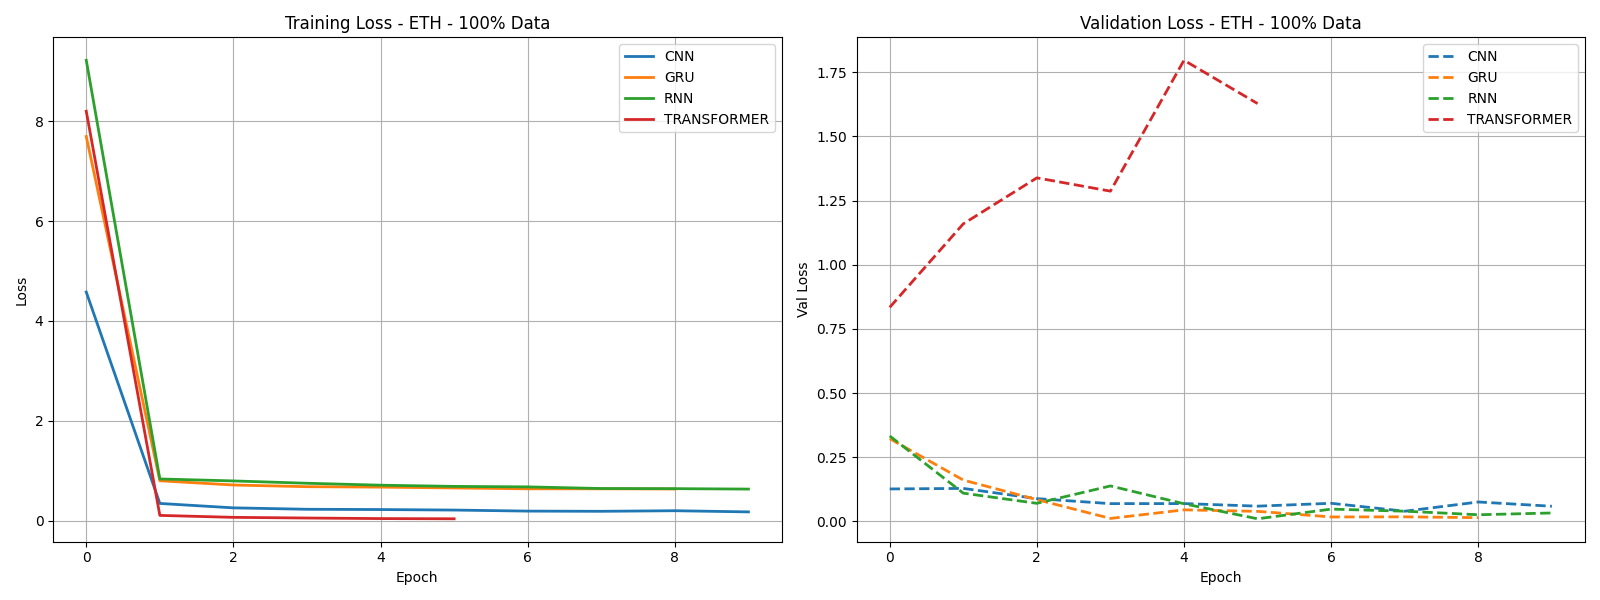 Training Loss - ETH - 100% Data
CNN
GRU
RNN
TRANSFORMER
8
6
4
2
0
Loss
0 2 4 6 8
Epoch
Validation Loss - ETH - 100% Data
CNN
GRU
RNN
TRANSFORMER
1.75
1.50
1.25
1.00
0.75
0.50
0.25
0.00
Val Loss
0 2 4 6 8
Epoch